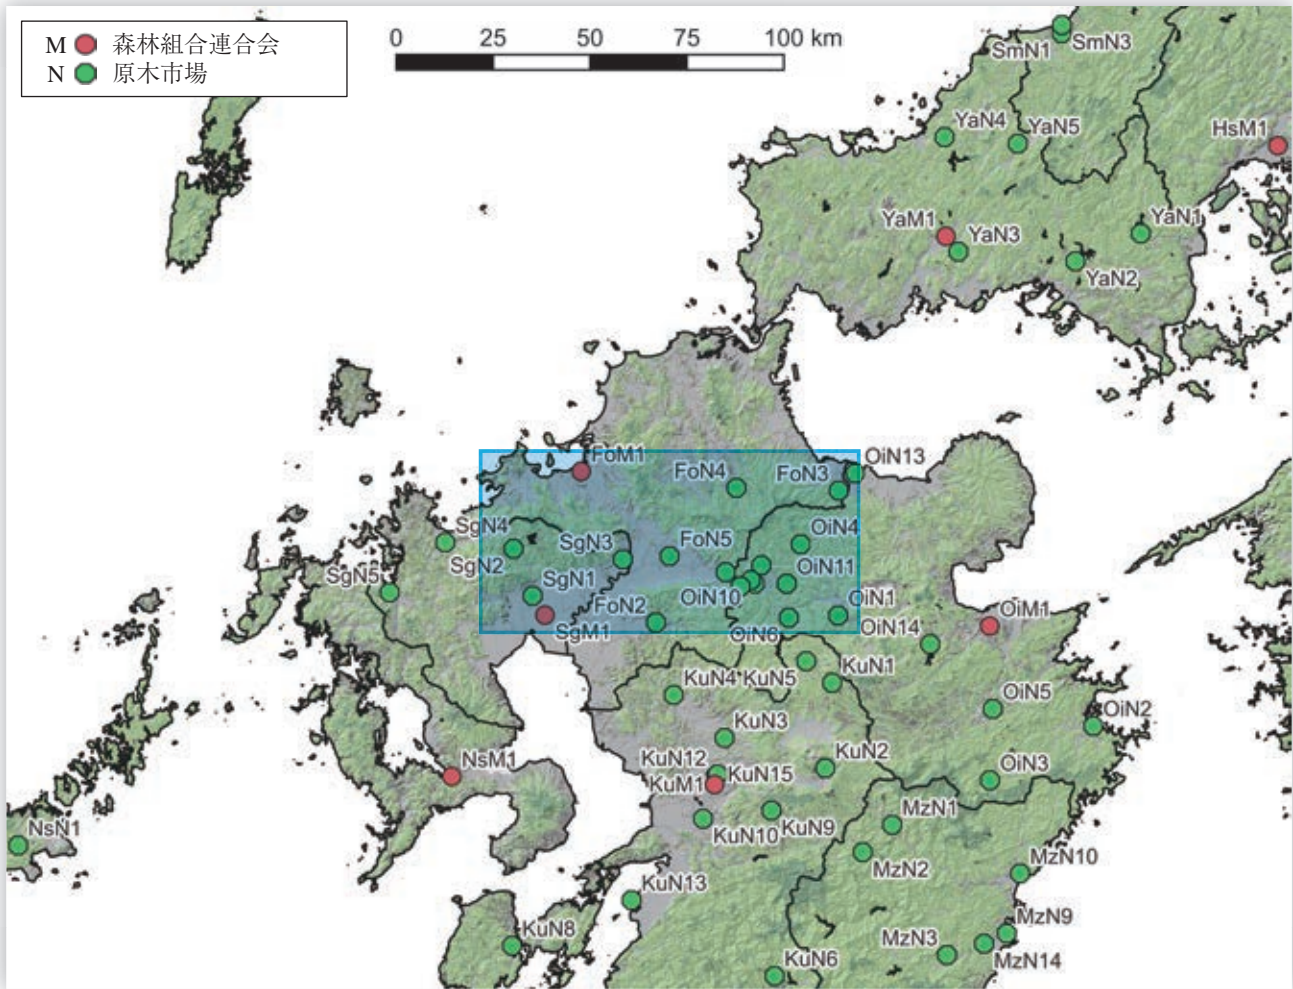 M 森林組合連合会
N 原木市場
0 25 50 75 100 km
SmN1
SmN3
YaN4
YaN5
HsM1
YaM1
YaN3
YaN1
YaN2
FoM1
FoN4
FoN3
OiN13
SgN4
SgN2
SgN3
FoN5
OiN4
SgN5
SgN1
OiN11
FoN2
OiN10
OiN1
SgM1
OiN6
OiN14
OiM1
KuN4
KuN5
KuN1
OiN5
OiN2
KuN3
KuN2
NsM1
KuN12
KuM1
KuN15
OiN3
NsN1
KuN10
KuN9
MzN1
MzN2
MzN10
KuN13
KuN8
MzN9
MzN3
MzN14
KuN6